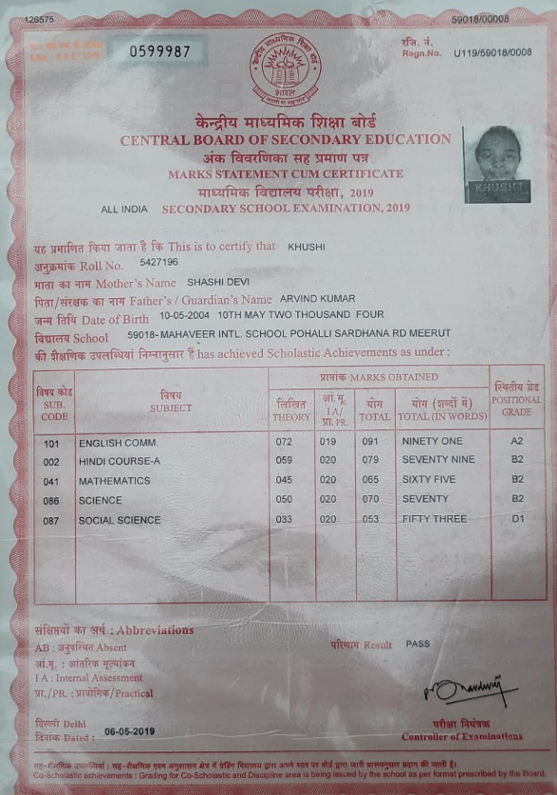 126575
59018/00008
0599987
रजि. नं.
Regn.No. U119/59018/0008
केन्द्रीय माध्यमिक शिक्षा बोर्ड
भारत
केन्द्रीय माध्यमिक शिक्षा बोर्ड
CENTRAL BOARD OF SECONDARY EDUCATION
अंक विवरणिका सह प्रमाण पत्र
MARKS STATEMENT CUM CERTIFICATE
KHUSHI
माध्यमिक विद्यालय परीक्षा, 2019
ALL INDIA SECONDARY SCHOOL EXAMINATION, 2019
यह प्रमाणित किया जाता है कि This is to certify that KHUSHI
अनुक्रमांक Roll No. 5427196
माता का नाम Mother's Name SHASHI DEVI
पिता/संरक्षक का नाम Father's / Guardian's Name ARVIND KUMAR
जन्म तिथि Date of Birth 10-05-2004 10TH MAY TWO THOUSAND FOUR
विद्यालय School 59018- MAHAVEER INTL. SCHOOL POHALLI SARDHANA RD MEERUT
की शैक्षणिक उपलब्धियां निम्नानुसार हैं has achieved Scholastic Achievements as under :
विषय कोड SUB. CODE
विषय SUBJECT
प्राप्तांक MARKS OBTAINED
लिखित THEORY
आं.मू. I A / प्रा. PR.
योग TOTAL
योग (शब्दों में) TOTAL (IN WORDS)
स्थितीय ग्रेड POSITIONAL GRADE
101 ENGLISH COMM. 072 019 091 NINETY ONE A2
002 HINDI COURSE-A 059 020 079 SEVENTY NINE B2
041 MATHEMATICS 045 020 065 SIXTY FIVE B2
086 SCIENCE 050 020 070 SEVENTY B2
087 SOCIAL SCIENCE 033 020 053 FIFTY THREE D1
संक्षिप्तियों का अर्थ : Abbreviations
AB : अनुपस्थित Absent
परिणाम Result PASS
आं.मू. : आंतरिक मूल्यांकन
I A : Internal Assessment
प्रा./PR. : प्रायोगिक/Practical
दिल्ली Delhi
दिनांक Dated : 06-05-2019
परीक्षा नियंत्रक
Controller of Examinations
Co-Scholastic achievements : Grading for Co-Scholastic and Discipline area is being issued by the school as per format prescribed by the Board.